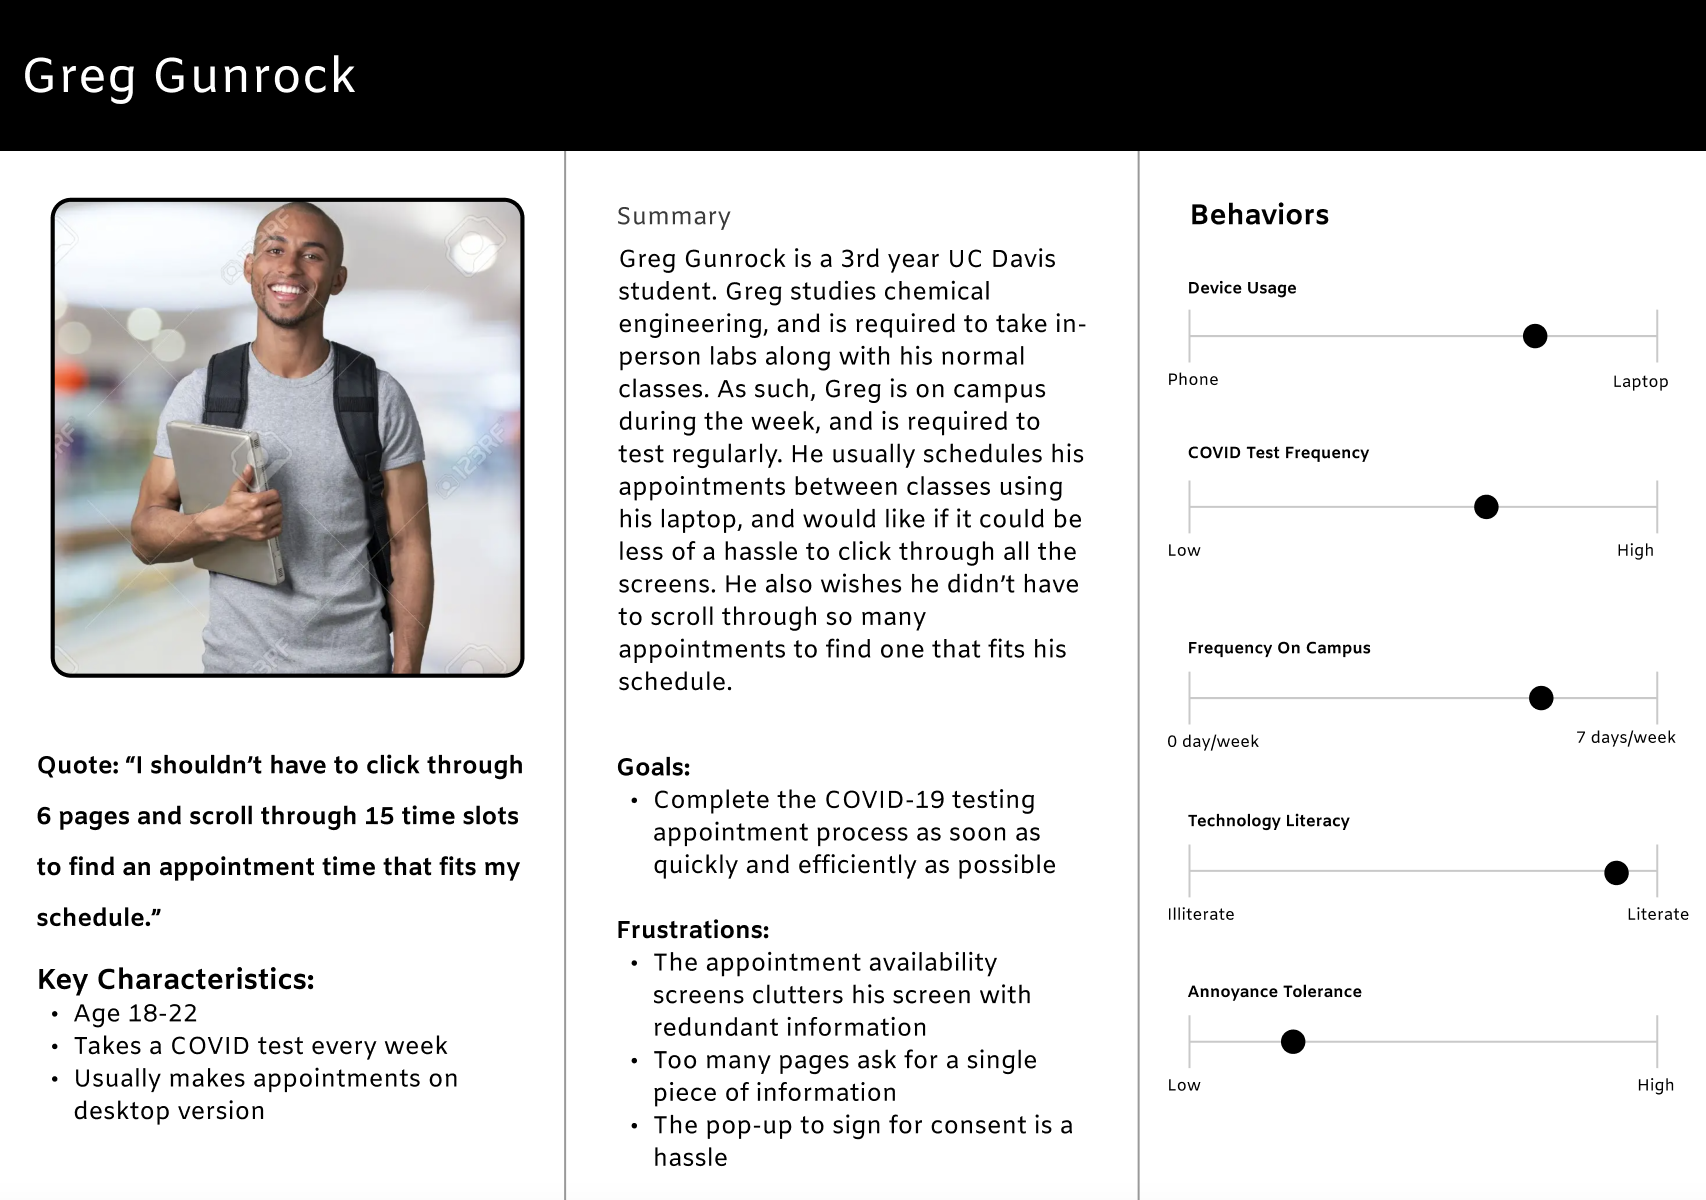 Greg Gunrock
123RF
123RF
123RF
Quote: “I shouldn’t have to click through
6 pages and scroll through 15 time slots
to find an appointment time that fits my
schedule.”
Key Characteristics:
• Age 18-22
• Takes a COVID test every week
• Usually makes appointments on
desktop version
Summary
Greg Gunrock is a 3rd year UC Davis
student. Greg studies chemical
engineering, and is required to take in-
person labs along with his normal
classes. As such, Greg is on campus
during the week, and is required to
test regularly. He usually schedules his
appointments between classes using
his laptop, and would like if it could be
less of a hassle to click through all the
screens. He also wishes he didn’t have
to scroll through so many
appointments to find one that fits his
schedule.
Goals:
• Complete the COVID-19 testing
appointment process as soon as
quickly and efficiently as possible
Frustrations:
• The appointment availability
screens clutters his screen with
redundant information
• Too many pages ask for a single
piece of information
• The pop-up to sign for consent is a
hassle
Behaviors
Device Usage
Phone Laptop
COVID Test Frequency
Low High
Frequency On Campus
0 day/week 7 days/week
Technology Literacy
Illiterate Literate
Annoyance Tolerance
Low High